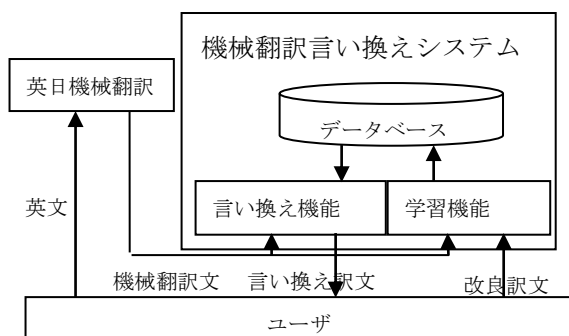 機械翻訳言い換えシステム
英日機械翻訳
データベース
言い換え機能
学習機能
英文
機械翻訳文
言い換え訳文
改良訳文
ユーザ